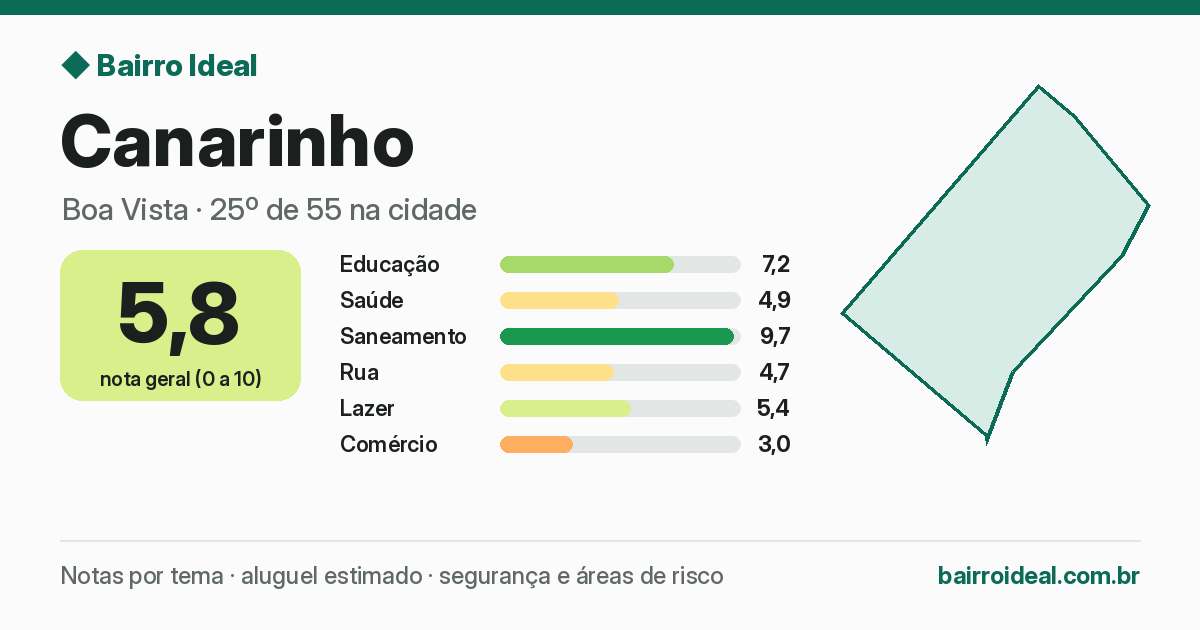 Bairro Ideal
Canarinho
Boa Vista · 25º de 55 na cidade
5,8
nota geral (0 a 10)
Educação 7,2
Saúde 4,9
Saneamento 9,7
Rua 4,7
Lazer 5,4
Comércio 3,0
Notas por tema · aluguel estimado · segurança e áreas de risco
bairroideal.com.br